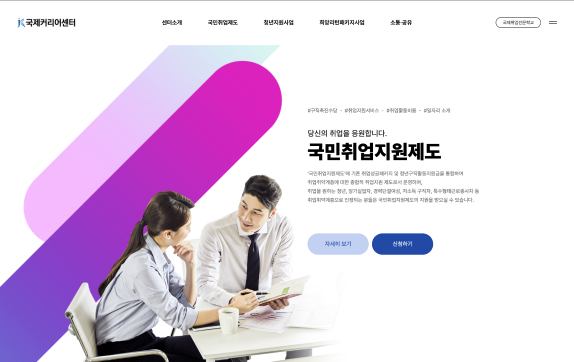 국제커리어센터
센터소개 국민취업제도 청년지원사업 희망리턴패키지사업 소통·공유
국제취업전문학교
#구직촉진수당 - #취업지원서비스 - #취업활동비용 - #일자리 소개
당신의 취업을 응원합니다.
국민취업지원제도
'국민취업지원제도'에 기존 취업성공패키지 및 청년구직활동지원금을 통합하여
취업취약계층에 대한 종합적 취업지원 제도로서 운영하며,
취업을 원하는 청년, 장기실업자, 경력단절여성, 저소득 구직자, 특수형태근로종사자 등
취업취약계층으로 인정되는 분들은 국민취업지원제도의 지원을 받으실 수 있습니다.
자세히 보기 신청하기